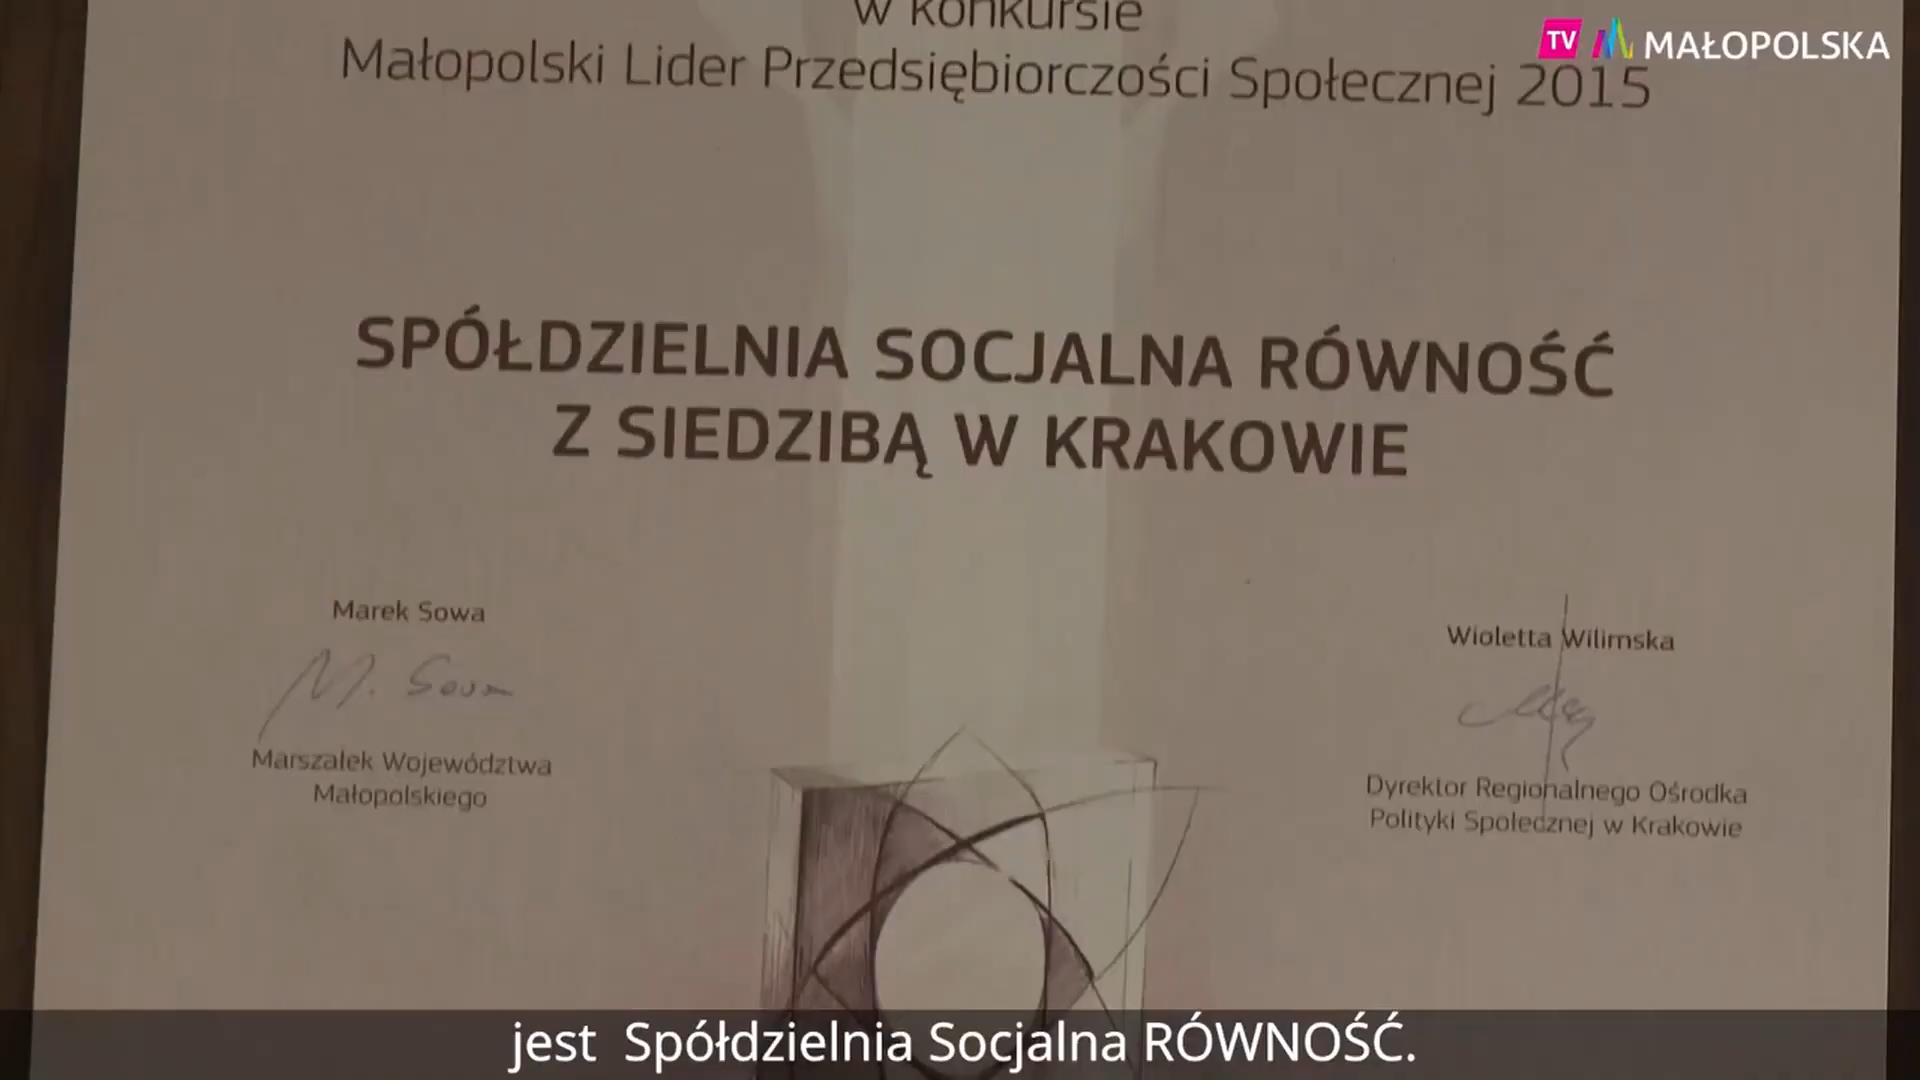 w konkursie
TV MAŁOPOLSKA
Małopolski Lider Przedsiębiorczości Społecznej 2015
SPÓŁDZIELNIA SOCJALNA RÓWNOŚĆ
Z SIEDZIBĄ W KRAKOWIE
Marek Sowa
M. Sowa
Marszałek Województwa
Małopolskiego
Wioletta Wilimska
Dyrektor Regionalnego Ośrodka
Polityki Społecznej w Krakowie
jest Spółdzielnia Socjalna RÓWNOŚĆ.